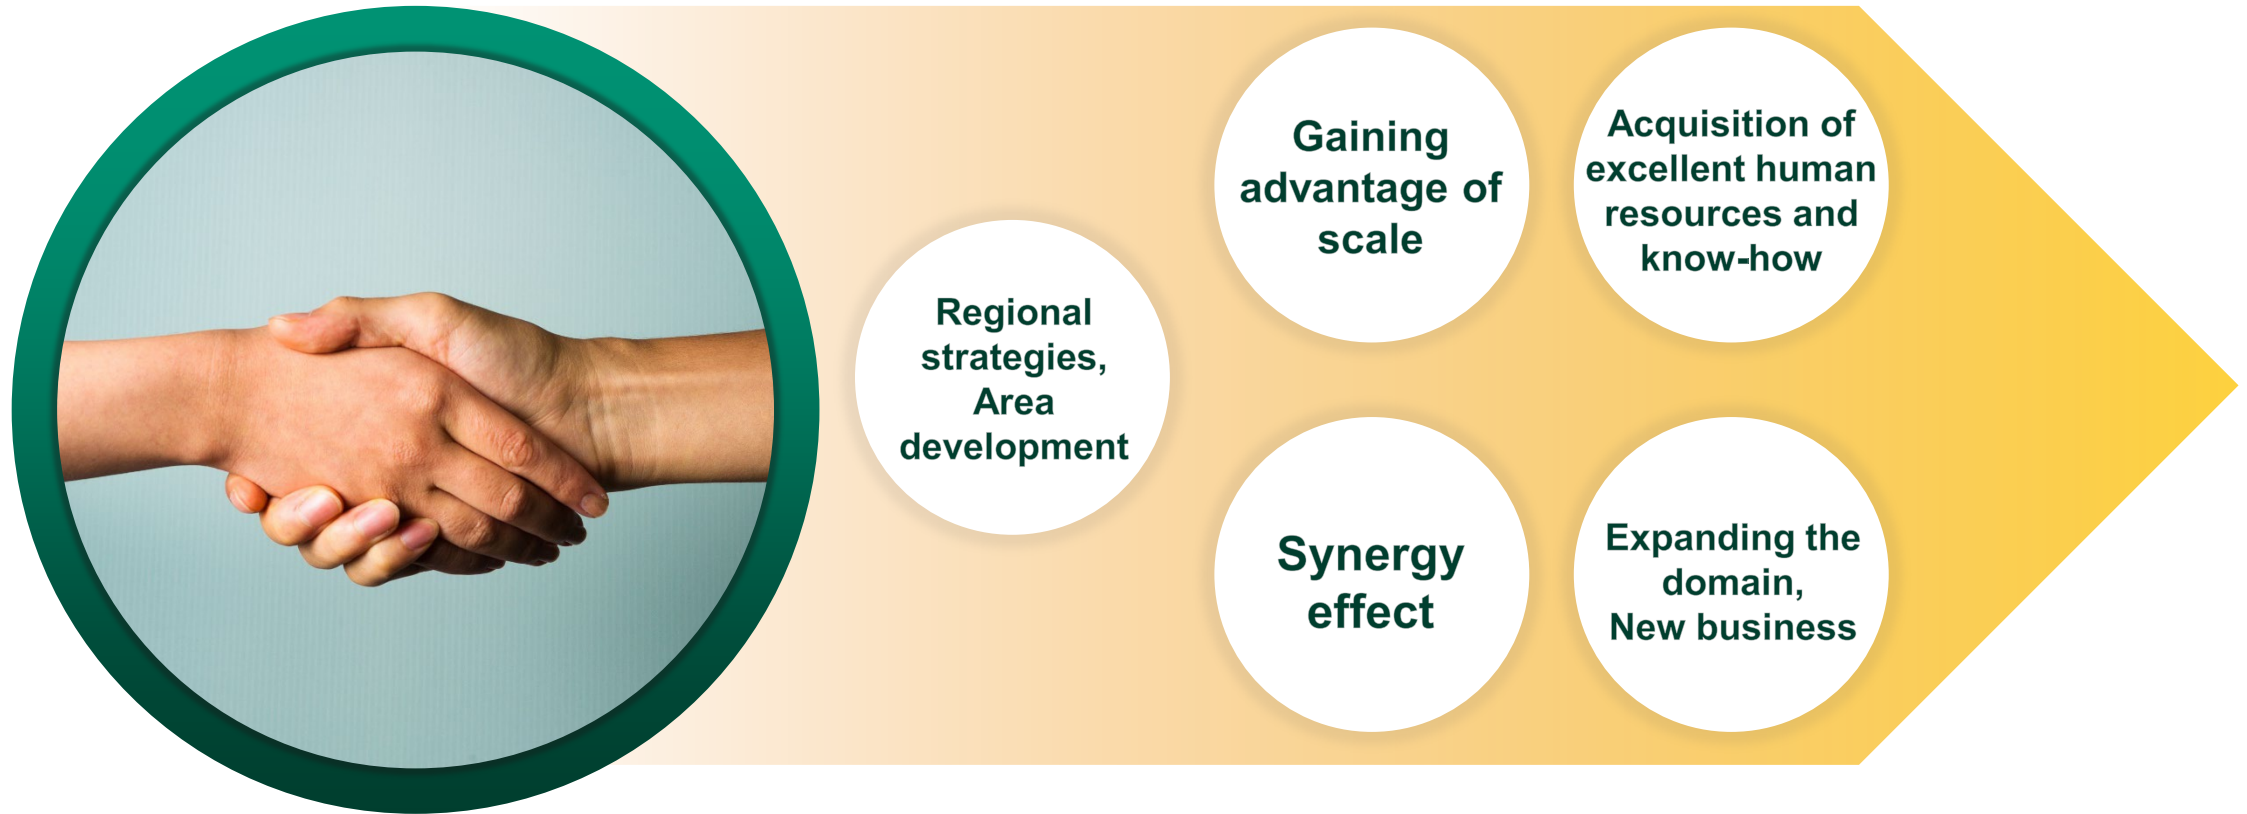 Regional
strategies,
Area
development
Gaining
advantage of
scale
Acquisition of
excellent human
resources and
know-how
Synergy
effect
Expanding the
domain,
New business